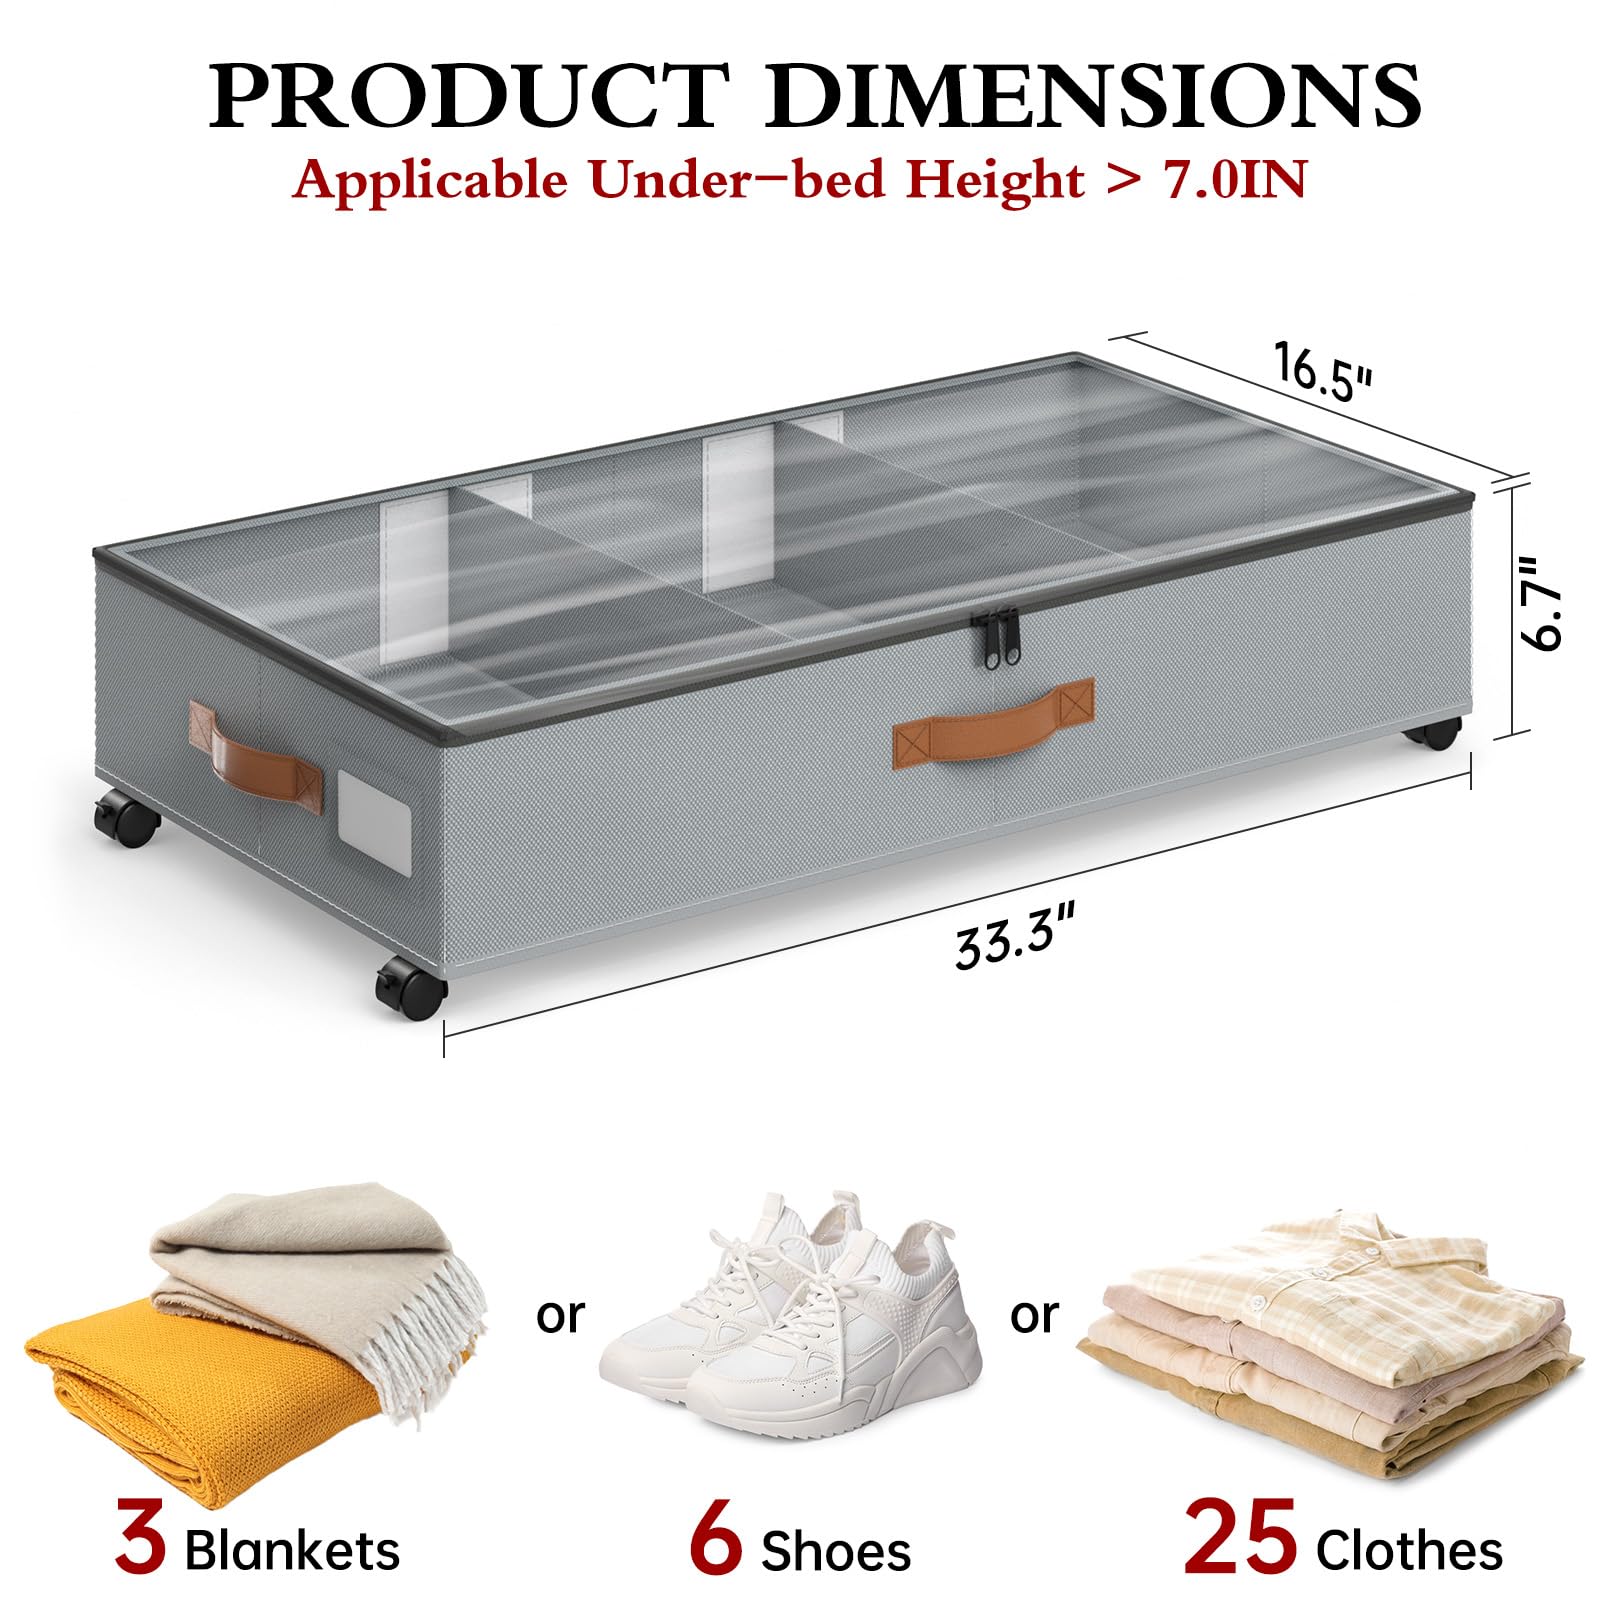 PRODUCT DIMENSIONS
Applicable Under-bed Height > 7.0IN
16.5"
6.7"
33.3"
or
or
3 Blankets
6 Shoes
25 Clothes